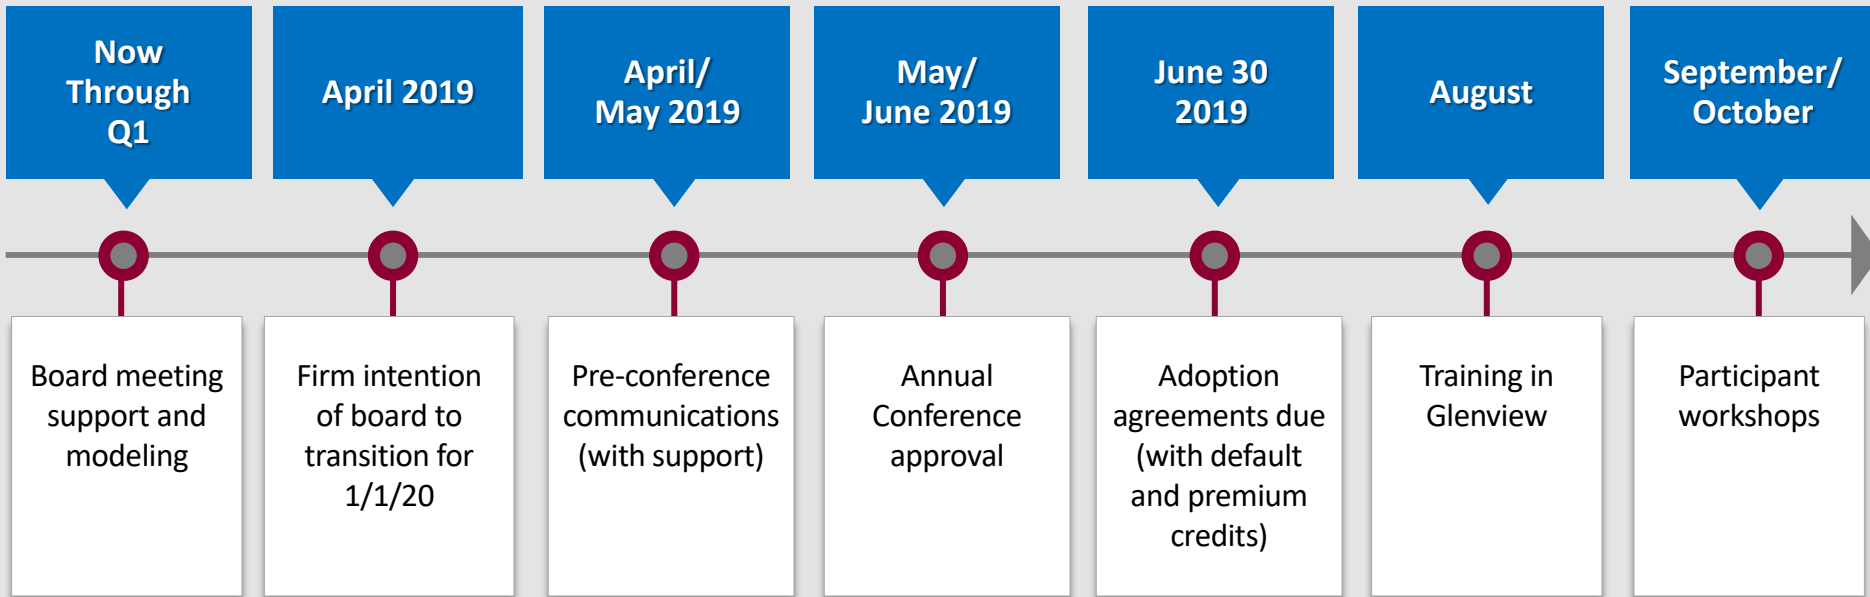 Now
Through
Q1
April 2019
April/
May 2019
May/
June 2019
June 30
2019
August
September/
October
Board meeting
support and
modeling
Firm intention
of board to
transition for
1/1/20
Pre-conference
communications
(with support)
Annual
Conference
approval
Adoption
agreements due
(with default
and premium
credits)
Training in
Glenview
Participant
workshops